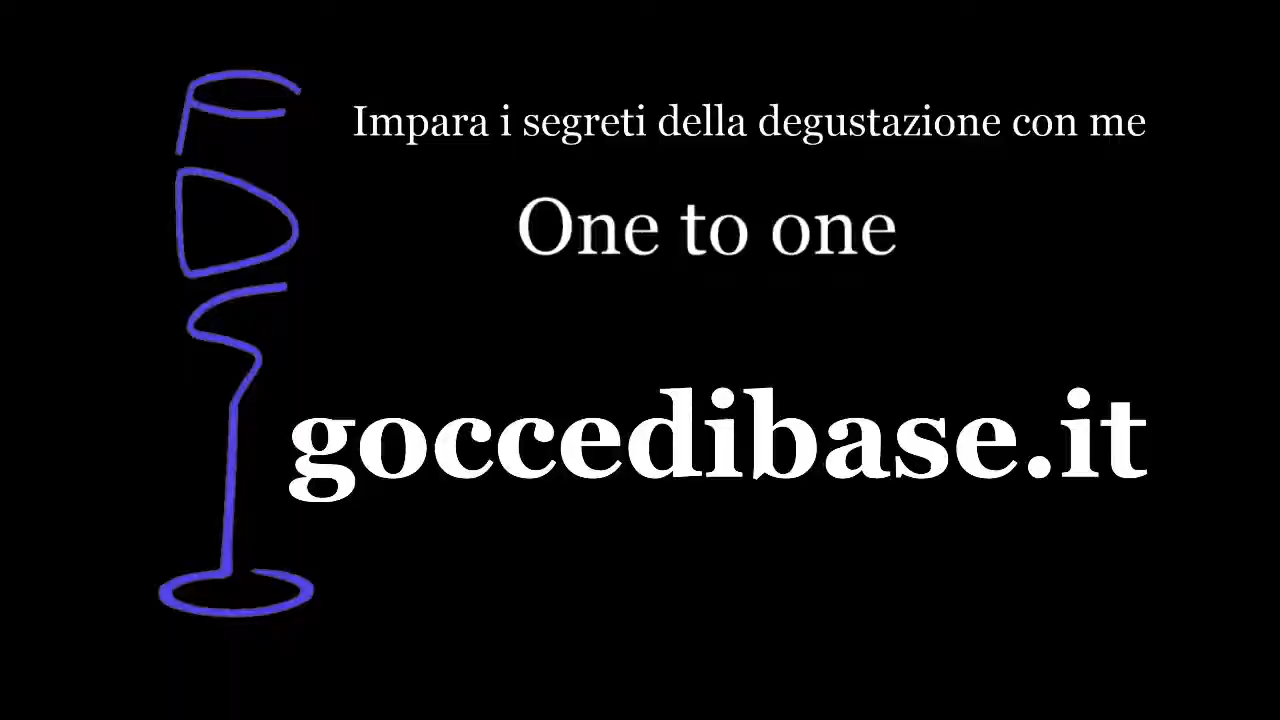 Impara i segreti della degustazione con me
One to one
goccedibase.it